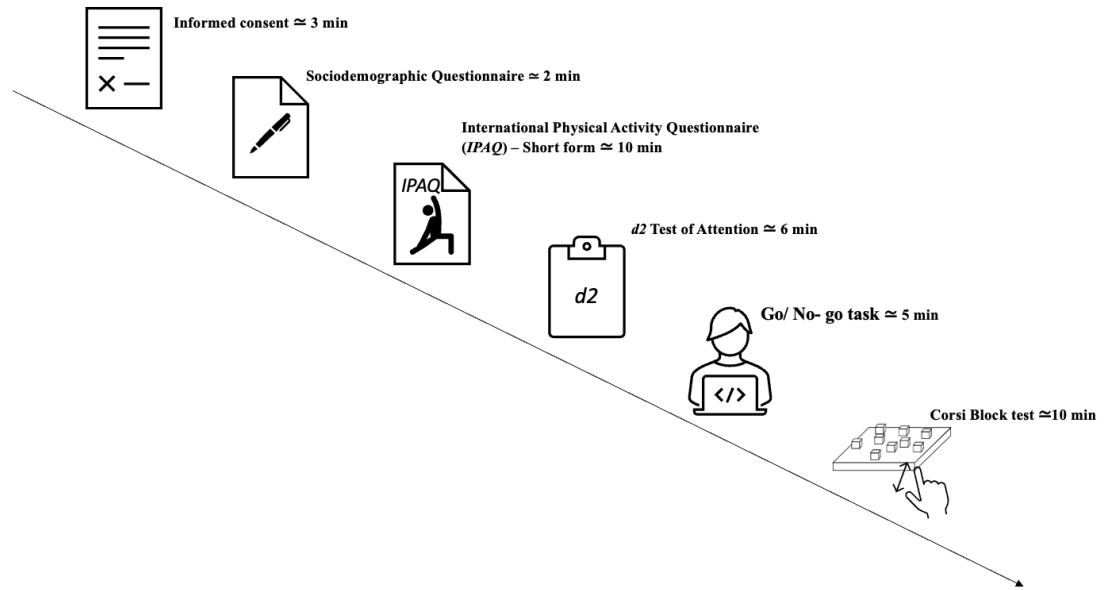 Informed consent ≃ 3 min
Sociodemographic Questionnaire ≃ 2 min
International Physical Activity Questionnaire
(IPAQ) – Short form ≃ 10 min
IPAQ
d2 Test of Attention ≃ 6 min
d2
Go/ No- go task ≃ 5 min
</>
Corsi Block test ≃10 min